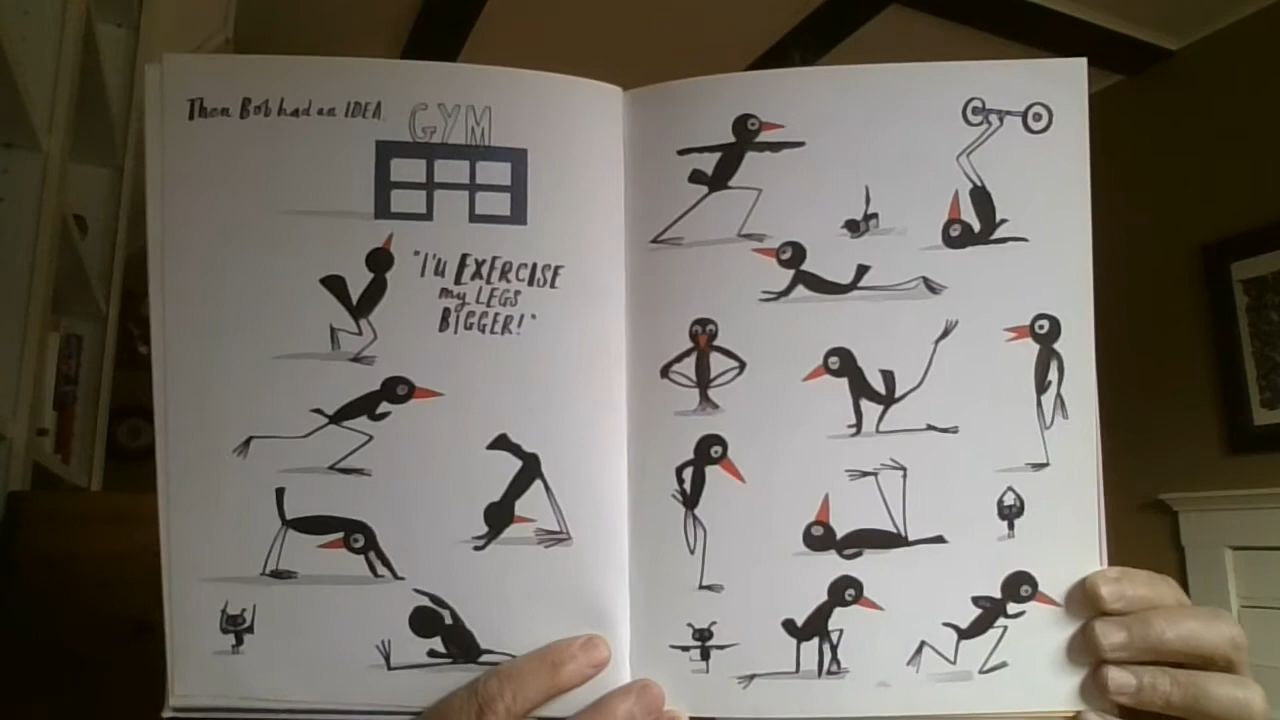 Then Bob had an IDEA.
GYM
"I'll EXERCISE
my LEGS
BIGGER!"